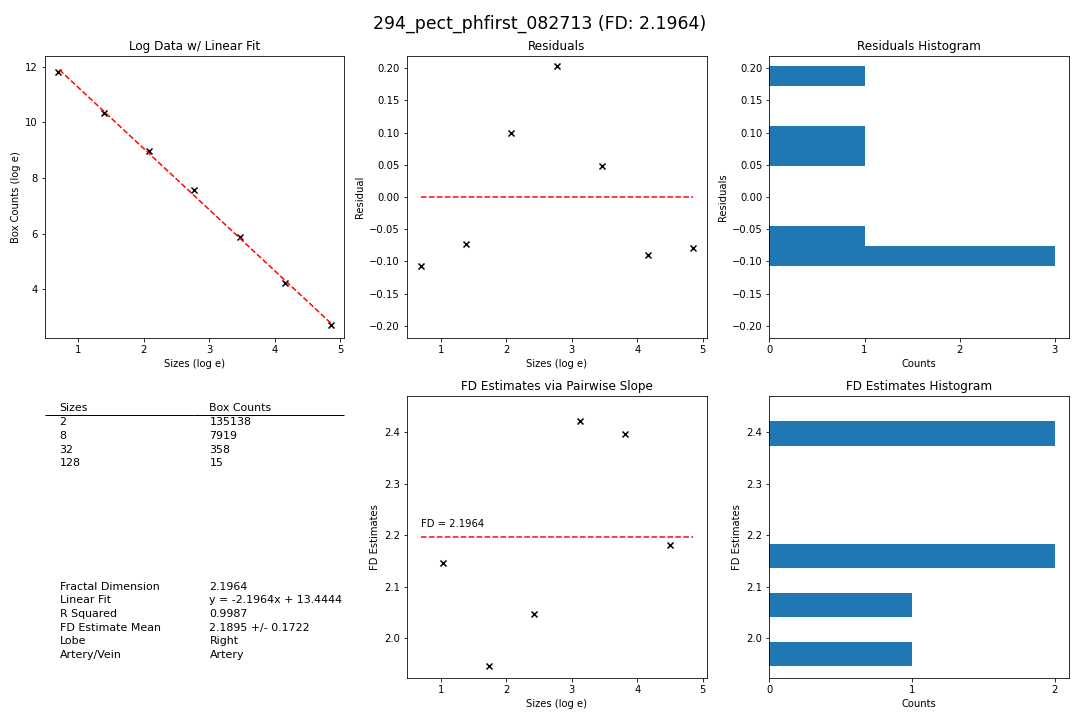 294_pect_phfirst_082713 (FD: 2.1964)
Log Data w/ Linear Fit
Box Counts (log e)
12
10
8
6
4
1 2 3 4 5
Sizes (log e)
Residuals
Residual
0.20
0.15
0.10
0.05
0.00
−0.05
−0.10
−0.15
−0.20
1 2 3 4 5
Sizes (log e)
Residuals Histogram
Residuals
0.20
0.15
0.10
0.05
0.00
−0.05
−0.10
−0.15
−0.20
0 1 2 3
Counts
Sizes Box Counts
2 135138
8 7919
32 358
128 15
Fractal Dimension 2.1964
Linear Fit y = -2.1964x + 13.4444
R Squared 0.9987
FD Estimate Mean 2.1895 +/- 0.1722
Lobe Right
Artery/Vein Artery
FD Estimates via Pairwise Slope
FD Estimates
2.4
2.3
2.2
2.1
2.0
FD = 2.1964
1 2 3 4 5
Sizes (log e)
FD Estimates Histogram
FD Estimates
2.4
2.3
2.2
2.1
2.0
0 1 2
Counts